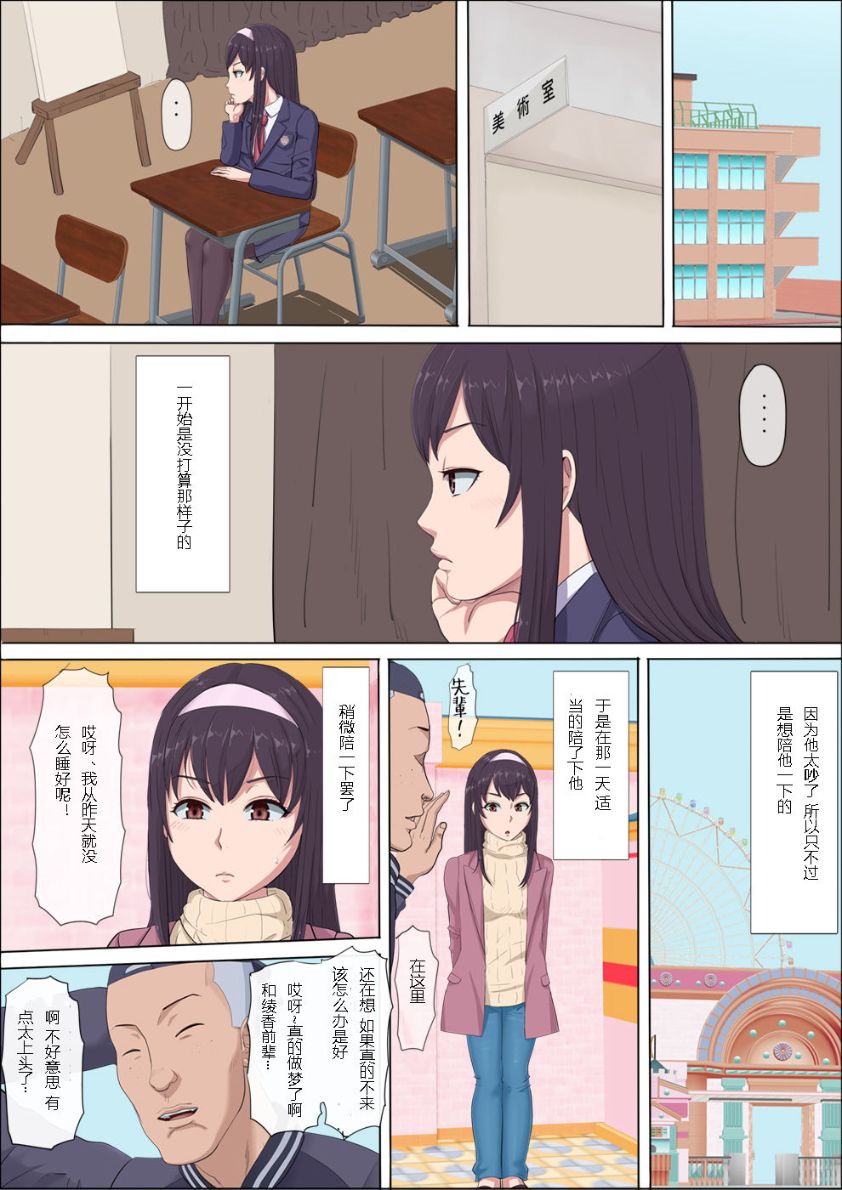 美術室
…
‥‥
一开始是没打算那样子的
因为他太吵了 所以只不过
是想陪他一下的
于是在那一天适
当的陪了下他
先輩！
在这里
稍微陪一下罢了
哎呀、我从昨天就没
怎么睡好呢！
还在想 如果真的不来
该怎么办是好
哎呀?真的做梦了啊
和绫香前辈…
啊 不好意思 有
点太上头了…